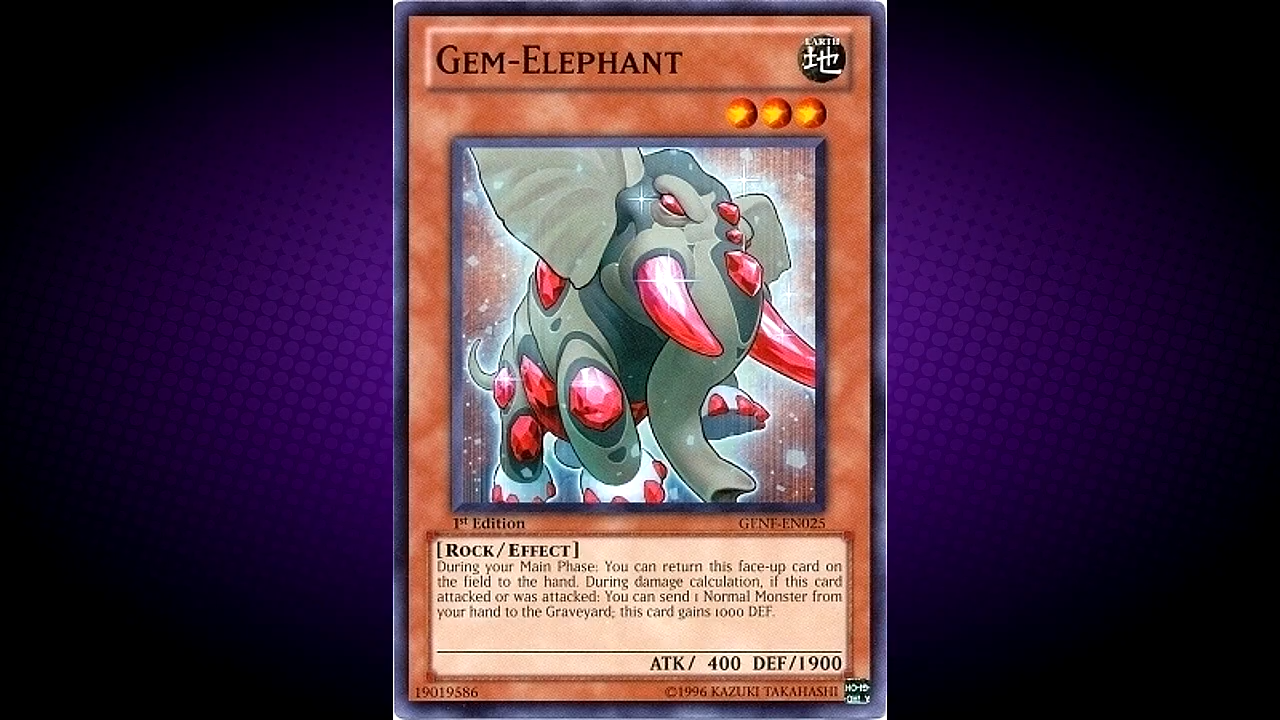 GEM-ELEPHANT
EARTH
地
1st Edition
GENF-EN025
[ROCK/EFFECT]
During your Main Phase: You can return this face-up card on
the field to the hand. During damage calculation, if this card
attacked or was attacked: You can send 1 Normal Monster from
your hand to the Graveyard; this card gains 1000 DEF.
ATK/ 400 DEF/1900
19019586
©1996 KAZUKI TAKAHASHI